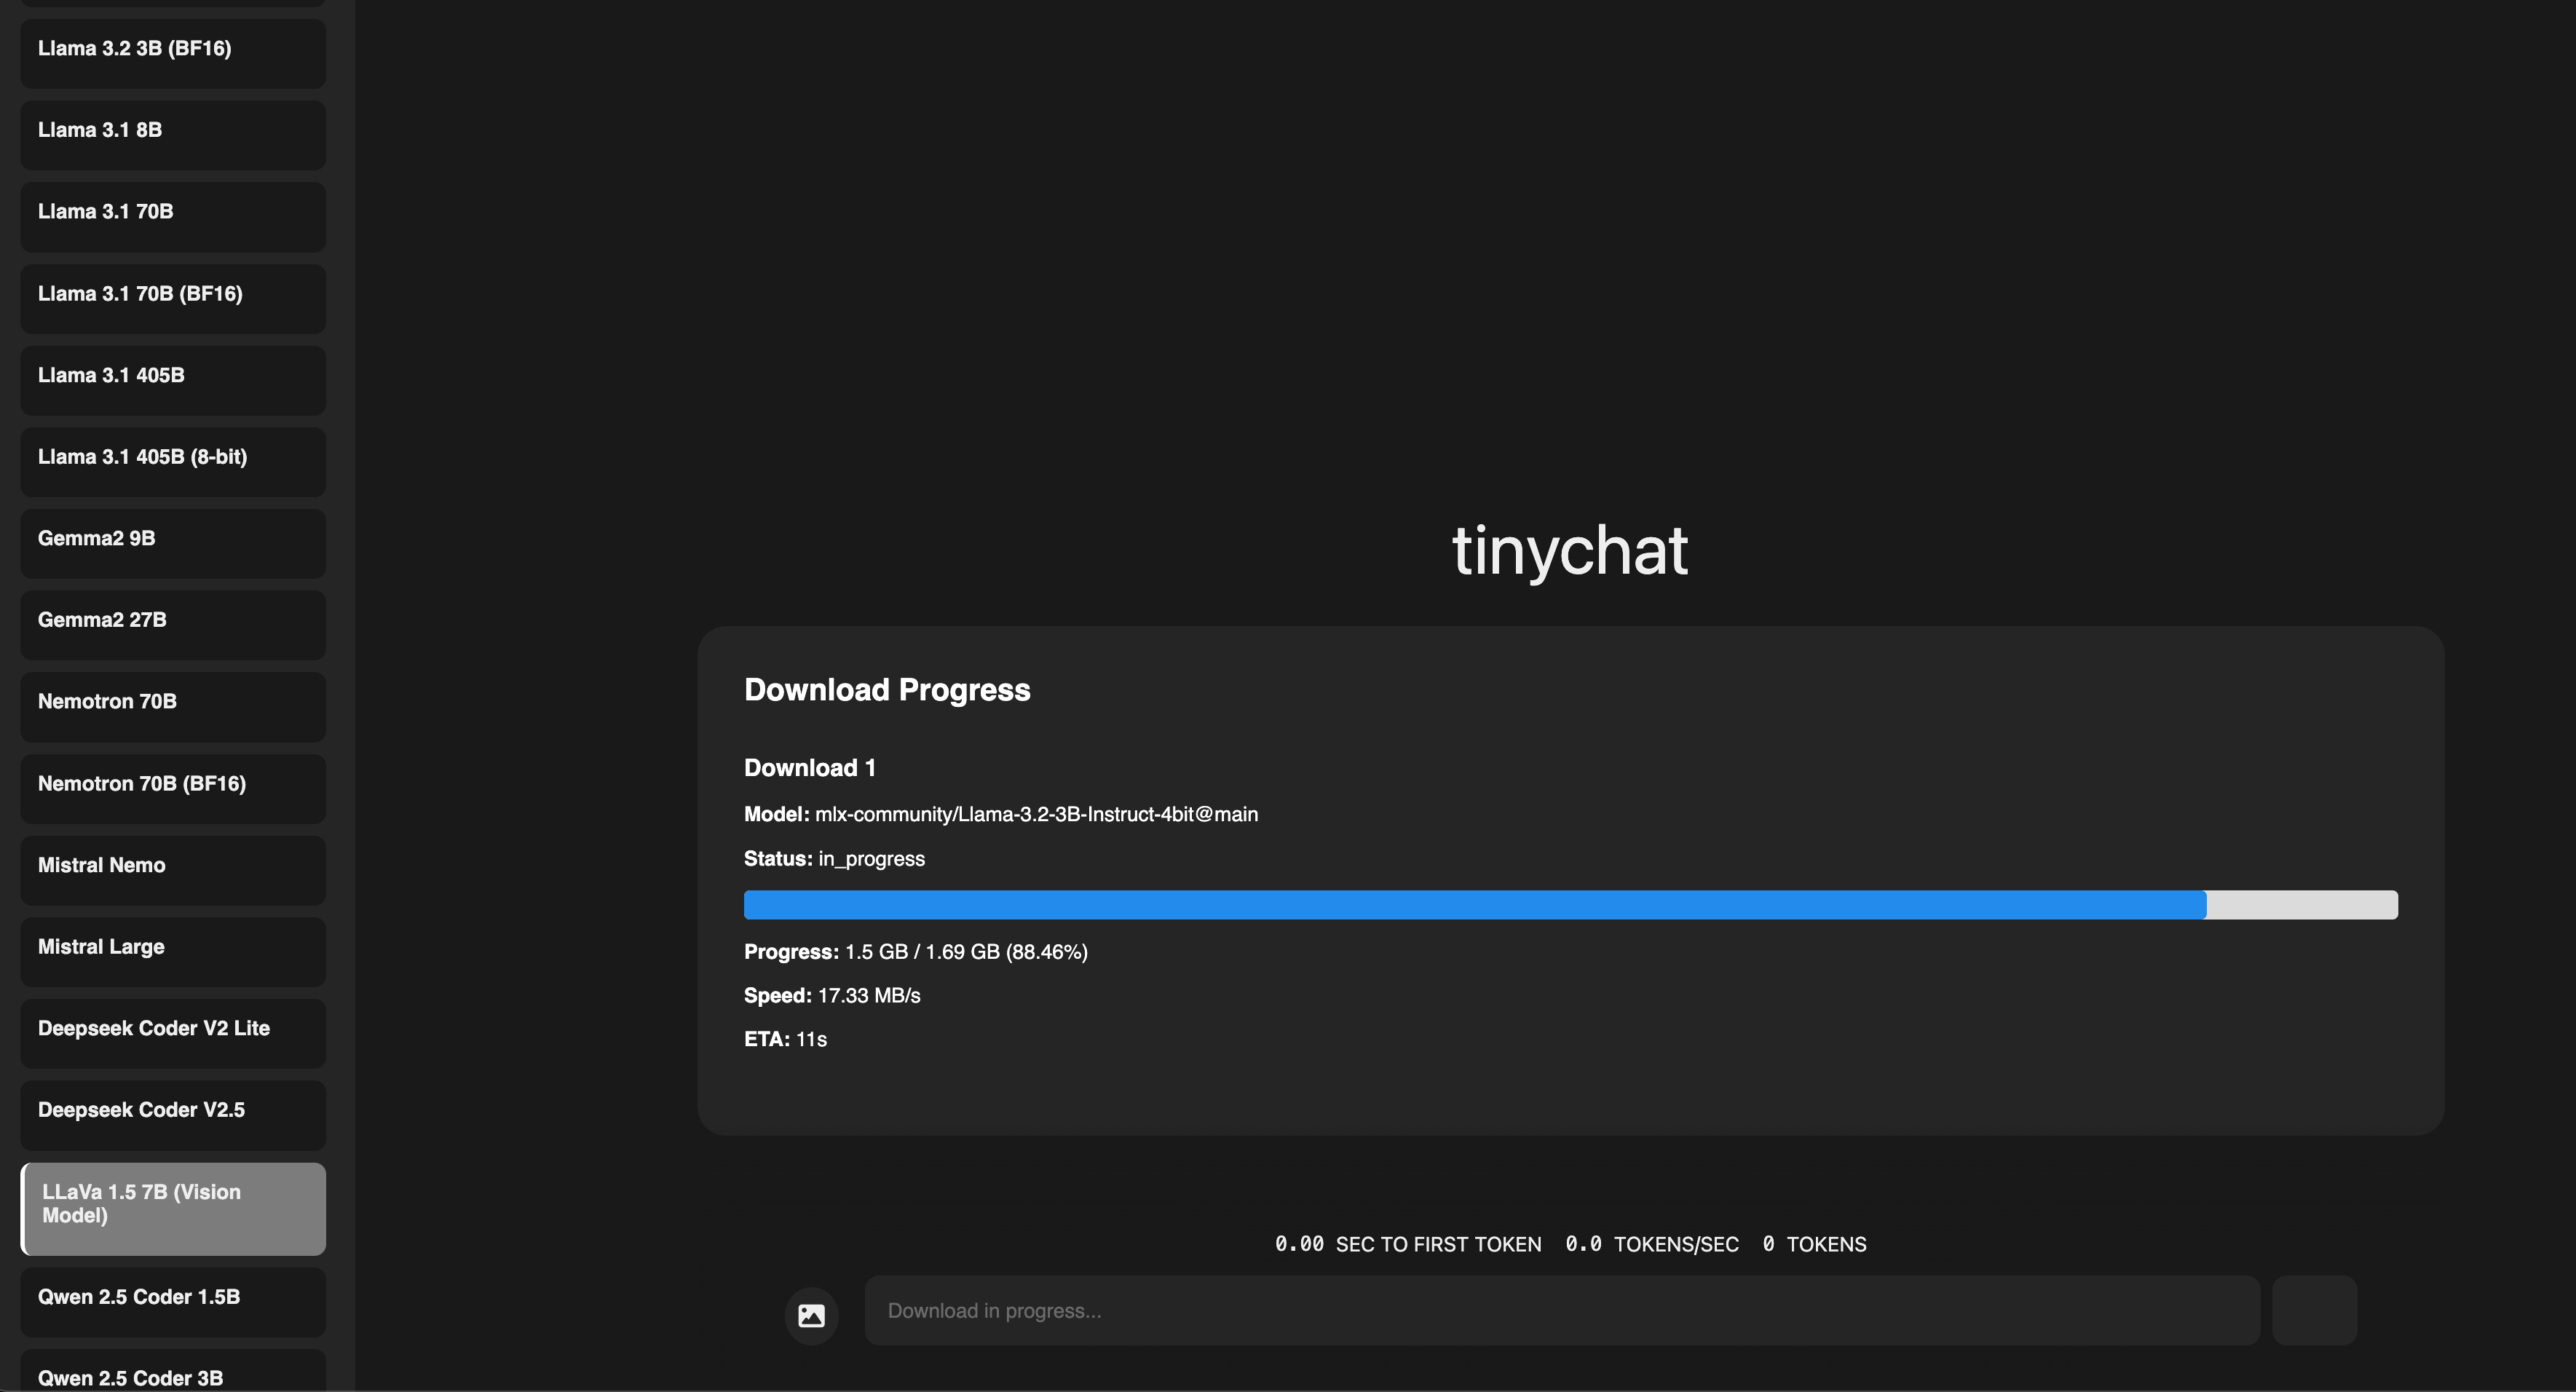 Llama 3.2 3B (BF16)
Llama 3.1 8B
Llama 3.1 70B
Llama 3.1 70B (BF16)
Llama 3.1 405B
Llama 3.1 405B (8-bit)
Gemma2 9B
Gemma2 27B
Nemotron 70B
Nemotron 70B (BF16)
Mistral Nemo
Mistral Large
Deepseek Coder V2 Lite
Deepseek Coder V2.5
LLaVa 1.5 7B (Vision
Model)
Qwen 2.5 Coder 1.5B
Qwen 2.5 Coder 3B
tinychat
Download Progress
Download 1
Model: mlx-community/Llama-3.2-3B-Instruct-4bit@main
Status: in_progress
Progress: 1.5 GB / 1.69 GB (88.46%)
Speed: 17.33 MB/s
ETA: 11s
0.00 SEC TO FIRST TOKEN 0.0 TOKENS/SEC 0 TOKENS
Download in progress...